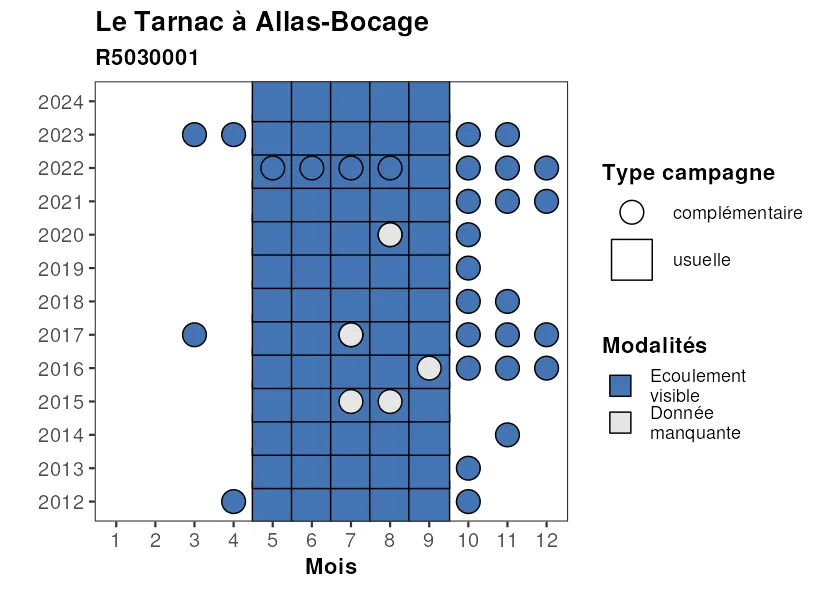 Le Tarnac à Allas-Bocage
R5030001
2024
2023
2022
2021
2020
2019
2018
2017
2016
2015
2014
2013
2012
1 2 3 4 5 6 7 8 9 10 11 12
Mois
Type campagne
complémentaire
usuelle
Modalités
Ecoulement
visible
Donnée
manquante